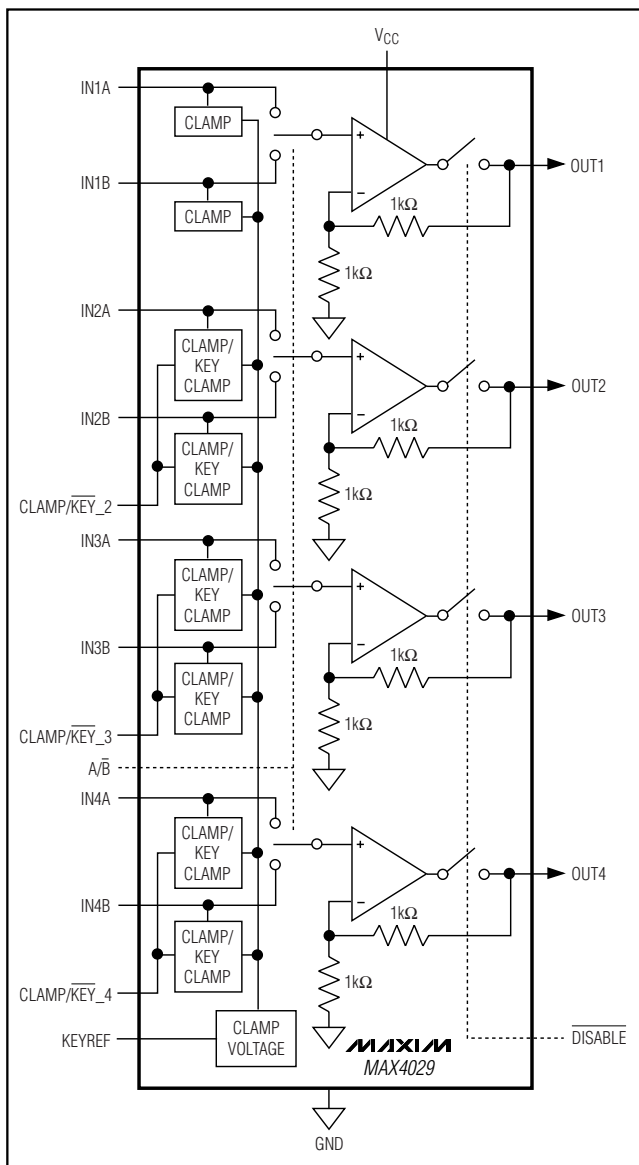 VCC
IN1A
CLAMP
OUT1
IN1B
CLAMP
1kΩ
1kΩ
IN2A
CLAMP/
KEY
CLAMP
OUT2
IN2B
CLAMP/
KEY
CLAMP
1kΩ
1kΩ
CLAMP/KEY_2
IN3A
CLAMP/
KEY
CLAMP
OUT3
IN3B
CLAMP/
KEY
CLAMP
1kΩ
1kΩ
CLAMP/KEY_3
A/B
IN4A
CLAMP/
KEY
CLAMP
OUT4
IN4B
CLAMP/
KEY
CLAMP
1kΩ
1kΩ
CLAMP/KEY_4
KEYREF
CLAMP
VOLTAGE
MAXIM
MAX4029
DISABLE
GND